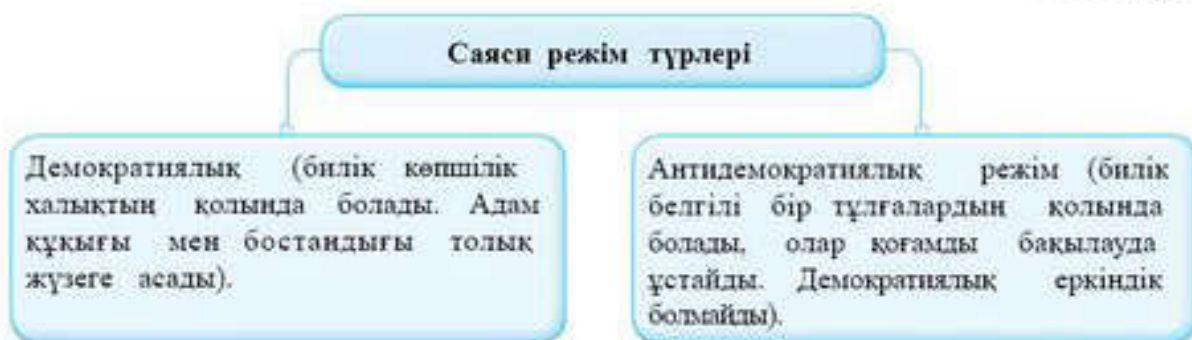 Саяси режім түрлері
Демократиялық (билік көпшілік
халықтың қолында болады. Адам
құқығы мен бостандығы толық
жүзеге асады).
Антидемократиялық режім (билік
белгілі бір тұлғалардың қолында
болады, олар қоғамды бақылауда
ұстайды. Демократиялық еркіндік
болмайды).